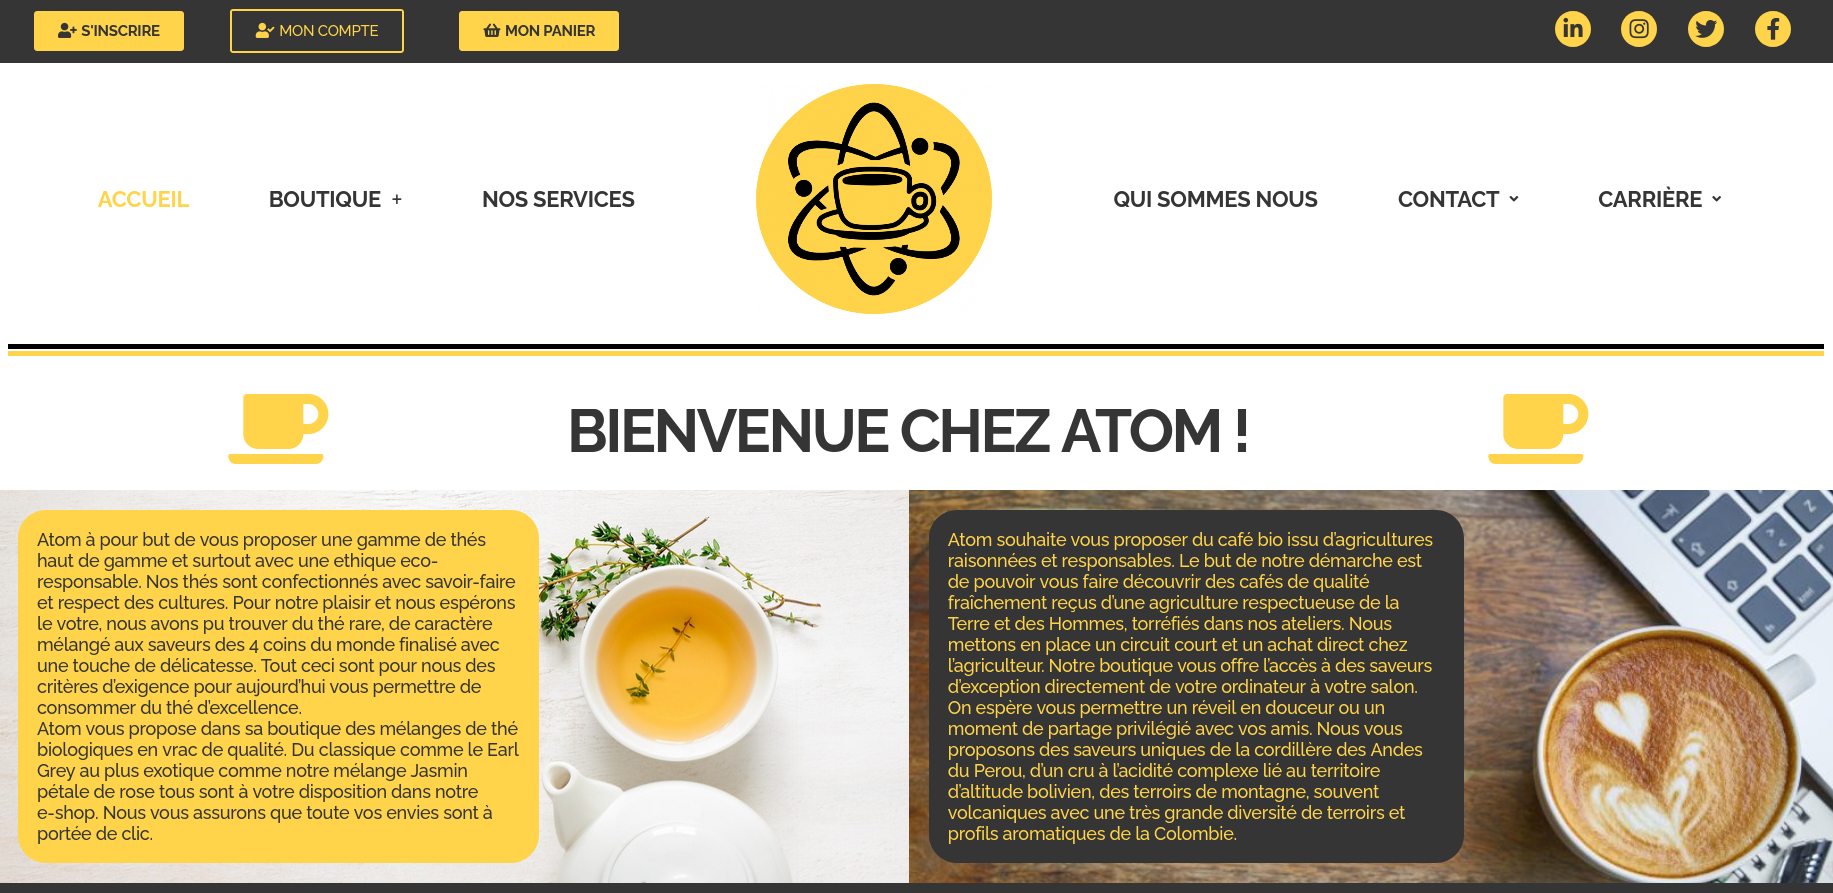 S'INSCRIRE
MON COMPTE
MON PANIER
ACCUEIL
BOUTIQUE +
NOS SERVICES
QUI SOMMES NOUS
CONTACT
CARRIÈRE
BIENVENUE CHEZ ATOM !
Atom à pour but de vous proposer une gamme de thés
haut de gamme et surtout avec une ethique eco-
responsable. Nos thés sont confectionnés avec savoir-faire
et respect des cultures. Pour notre plaisir et nous espérons
le votre, nous avons pu trouver du thé rare, de caractère
mélangé aux saveurs des 4 coins du monde finalisé avec
une touche de délicatesse. Tout ceci sont pour nous des
critères d'exigence pour aujourd'hui vous permettre de
consommer du thé d'excellence.
Atom vous propose dans sa boutique des mélanges de thé
biologiques en vrac de qualité. Du classique comme le Earl
Grey au plus exotique comme notre mélange Jasmin
pétale de rose tous sont à votre disposition dans notre
e-shop. Nous vous assurons que toute vos envies sont à
portée de clic.
Atom souhaite vous proposer du café bio issu d'agricultures
raisonnées et responsables. Le but de notre démarche est
de pouvoir vous faire découvrir des cafés de qualité
fraîchement reçus d'une agriculture respectueuse de la
Terre et des Hommes, torréfiés dans nos ateliers. Nous
mettons en place un circuit court et un achat direct chez
l'agriculteur. Notre boutique vous offre l'accès à des saveurs
d'exception directement de votre ordinateur à votre salon.
On espère vous permettre un réveil en douceur ou un
moment de partage privilégié avec vos amis. Nous vous
proposons des saveurs uniques de la cordillère des Andes
du Perou, d'un cru à l'acidité complexe lié au territoire
d'altitude bolivien, des terroirs de montagne, souvent
volcaniques avec une très grande diversité de terroirs et
profils aromatiques de la Colombie.